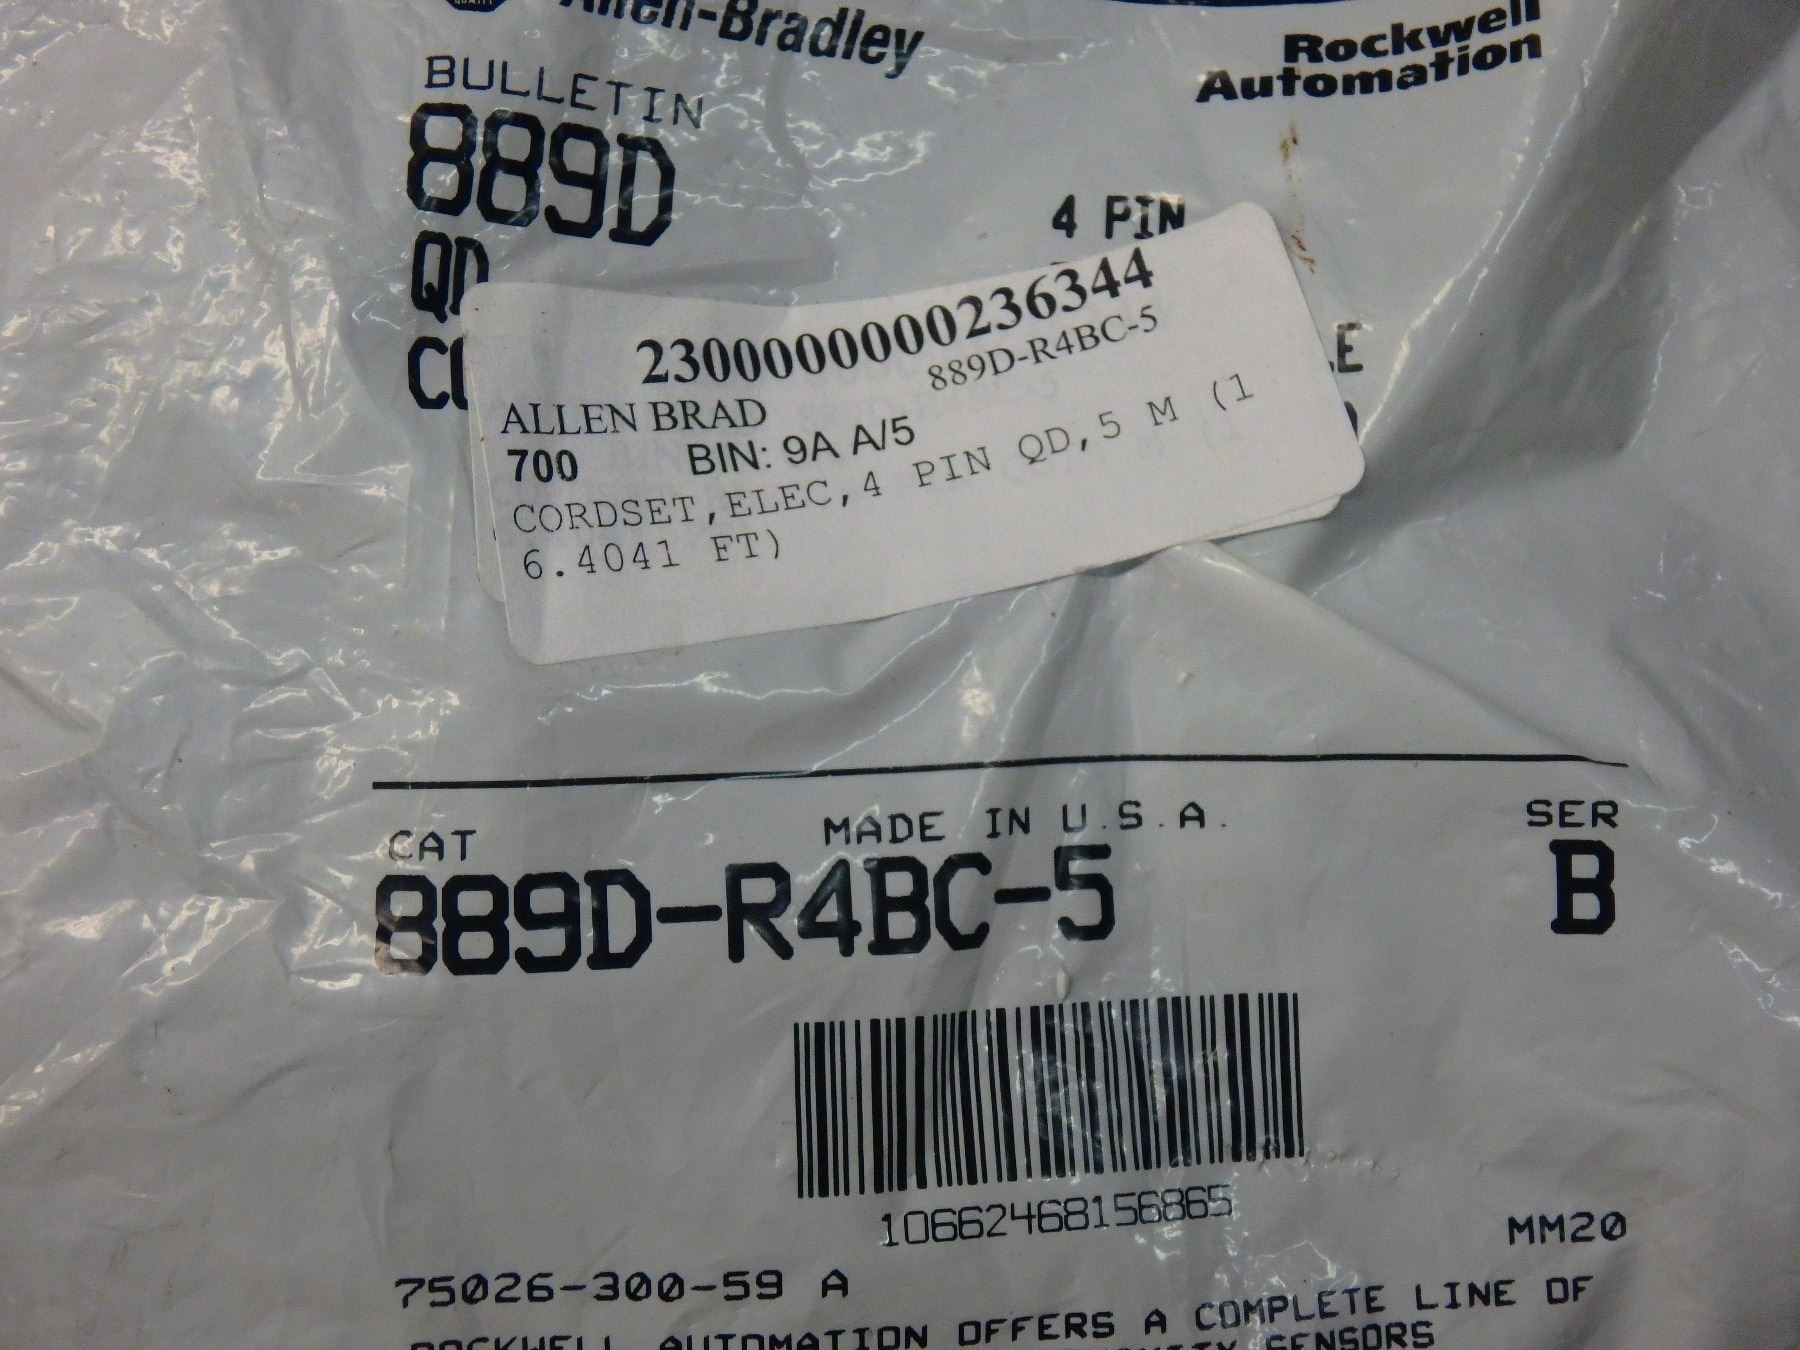 Allen-Bradley
Rockwell
Automation
BULLETIN
889D
4 PIN
QD
2300000000236344
889D-R4BC-5
ALLEN BRAD
700 BIN: 9A A/5
CORDSET,ELEC,4 PIN QD,5 M (1
6.4041 FT)
CAT
MADE IN U.S.A.
SER
889D-R4BC-5
B
10662468156865
MM20
75026-300-59 A
ROCKWELL AUTOMATION OFFERS A COMPLETE LINE OF
SENSORS